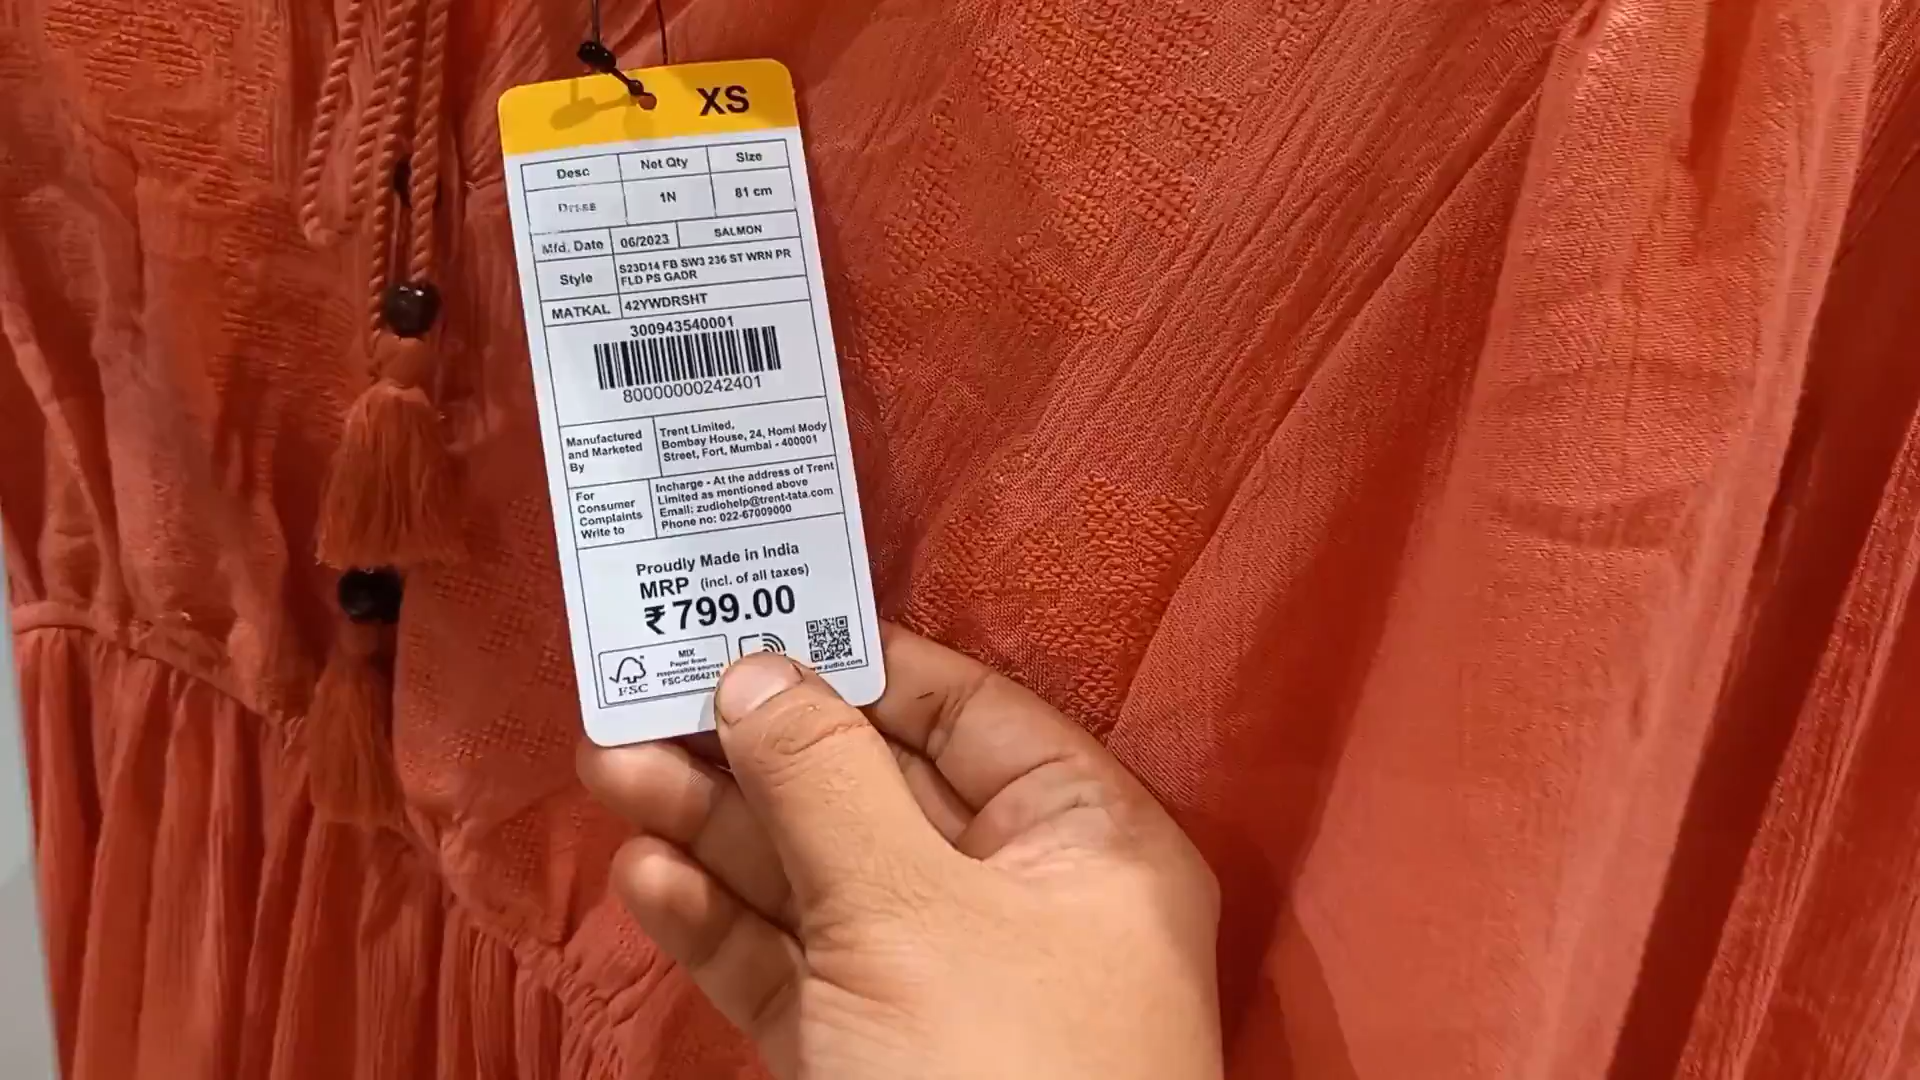 XS
Desc Net Qty Size
Dress 1N 81 cm
Mfd. Date 06/2023 SALMON
Style S23D14 FB SW3 236 ST WRN PR
FLD PS GADR
MATKAL 42YWDRSHT
300943540001
80000000242401
Manufactured
and Marketed
By
Trent Limited,
Bombay House, 24, Homi Mody
Street, Fort, Mumbai - 400001
For
Consumer
Complaints
Write to
Incharge - At the address of Trent
Limited as mentioned above
Email: zudiohelp@trent-tata.com
Phone no: 022-67009000
Proudly Made in India
MRP (incl. of all taxes)
₹799.00
FSC
MIX
Paper from
responsible sources